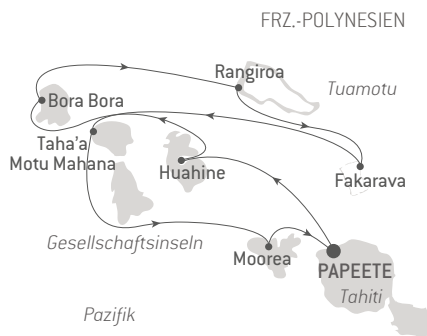 FRZ.-POLYNESIEN
Rangiroa
Tuamotu
Bora Bora
Taha'a
Motu Mahana
Huahine
Fakarava
Gesellschaftsinseln
Moorea
PAPEETE
Tahiti
Pazifik